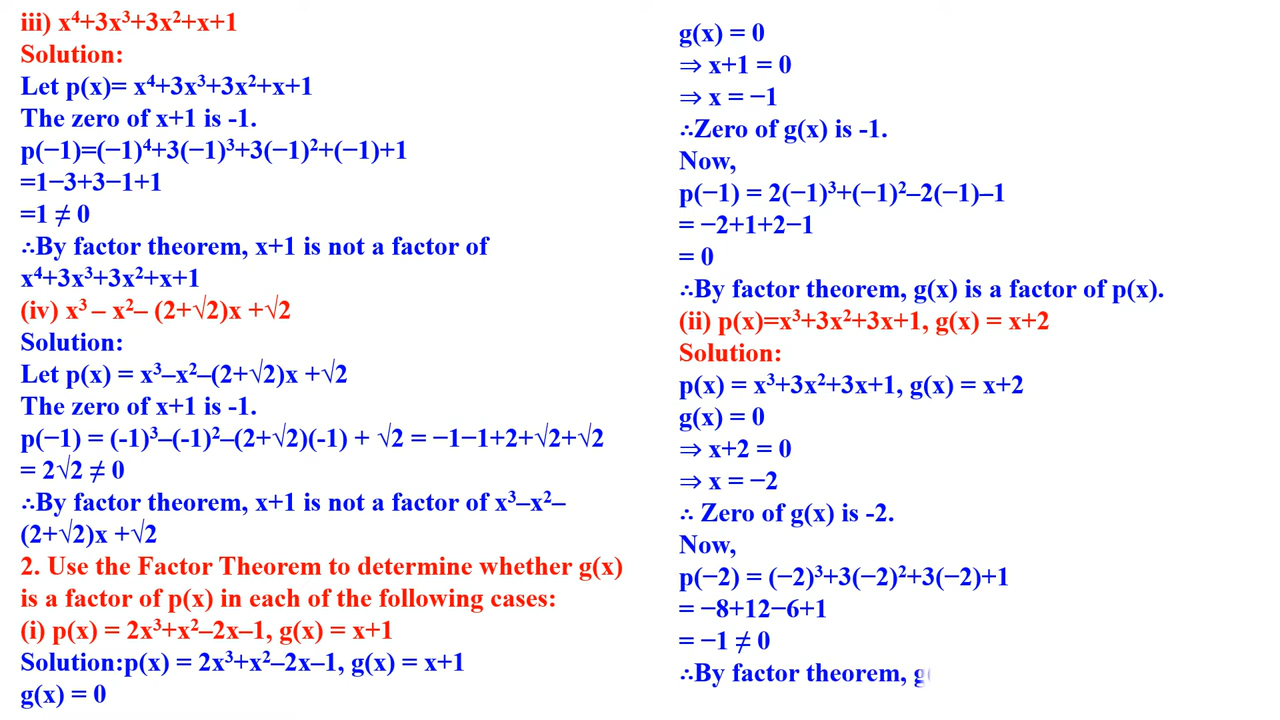 iii) x⁴+3x³+3x²+x+1
Solution:
Let p(x)= x⁴+3x³+3x²+x+1
The zero of x+1 is -1.
p(−1)=(−1)⁴+3(−1)³+3(−1)²+(−1)+1
=1−3+3−1+1
=1 ≠ 0
∴By factor theorem, x+1 is not a factor of
x⁴+3x³+3x²+x+1
(iv) x³ – x²– (2+√2)x +√2
Solution:
Let p(x) = x³–x²–(2+√2)x +√2
The zero of x+1 is -1.
p(−1) = (-1)³–(-1)²–(2+√2)(-1) + √2 = −1−1+2+√2+√2
= 2√2 ≠ 0
∴By factor theorem, x+1 is not a factor of x³–x²–
(2+√2)x +√2
2. Use the Factor Theorem to determine whether g(x)
is a factor of p(x) in each of the following cases:
(i) p(x) = 2x³+x²–2x–1, g(x) = x+1
Solution:p(x) = 2x³+x²–2x–1, g(x) = x+1
g(x) = 0
g(x) = 0
⇒ x+1 = 0
⇒ x = −1
∴Zero of g(x) is -1.
Now,
p(−1) = 2(−1)³+(−1)²–2(−1)–1
= −2+1+2−1
= 0
∴By factor theorem, g(x) is a factor of p(x).
(ii) p(x)=x³+3x²+3x+1, g(x) = x+2
Solution:
p(x) = x³+3x²+3x+1, g(x) = x+2
g(x) = 0
⇒ x+2 = 0
⇒ x = −2
∴ Zero of g(x) is -2.
Now,
p(−2) = (−2)³+3(−2)²+3(−2)+1
= −8+12−6+1
= −1 ≠ 0
∴By factor theorem, g(